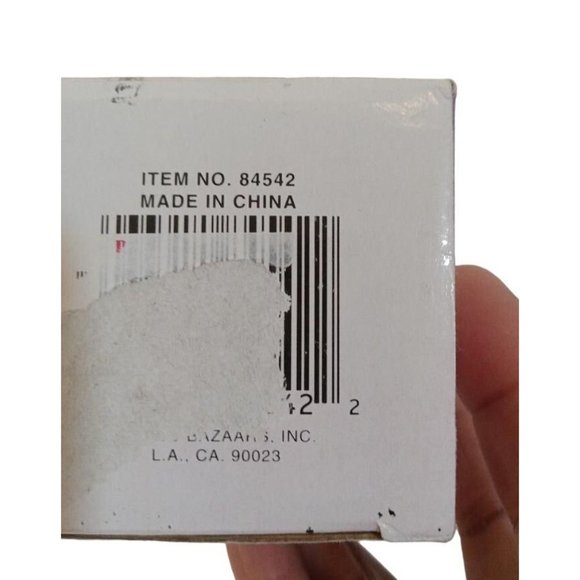 ITEM NO. 84542
MADE IN CHINA
42 2
BAZAARS, INC.
L.A., CA. 90023